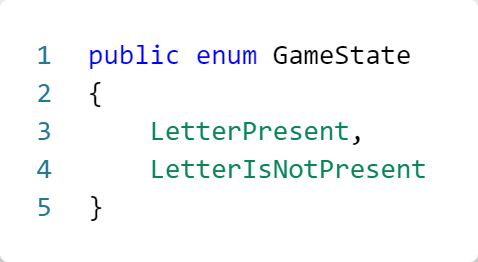 1 public enum GameState
2 {
3     LetterPresent,
4     LetterIsNotPresent
5 }